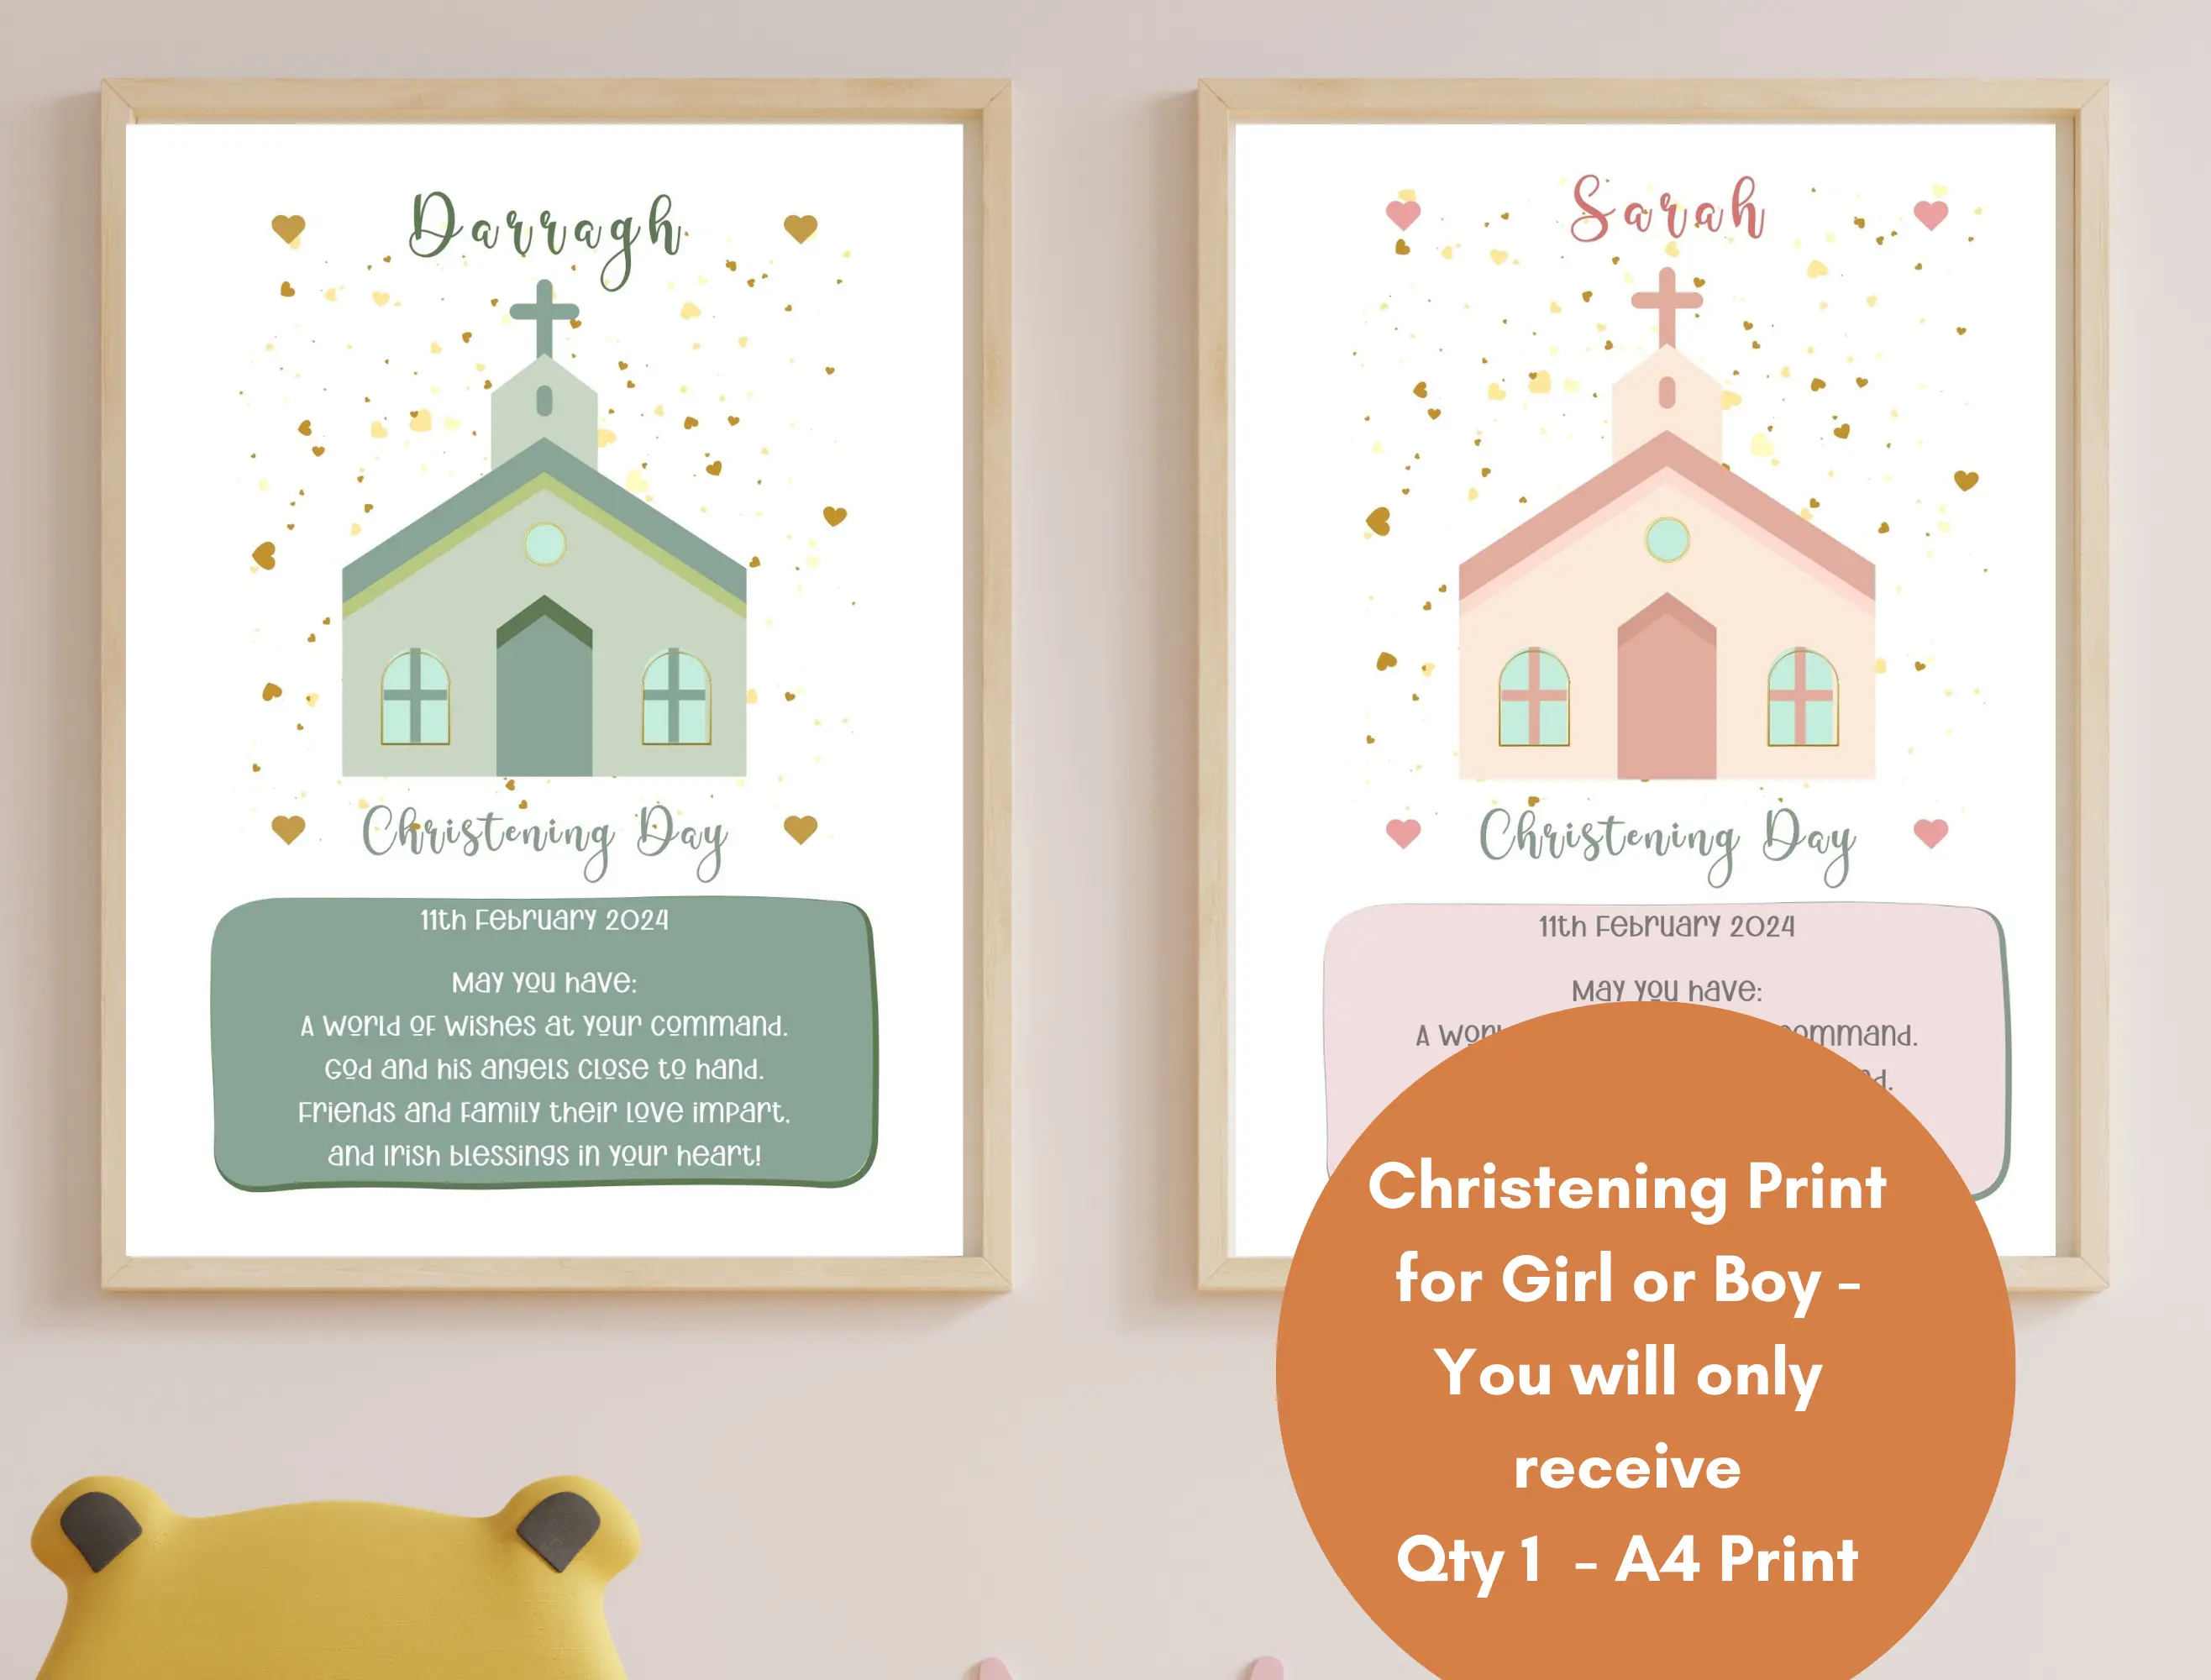 Darragh
Christening Day
11th February 2024
May you have:
A world of wishes at your command.
God and his angels close to hand.
Friends and family their love impart,
and Irish blessings in your heart!
Sarah
Christening Day
11th February 2024
May you have:
A command.
Christening Print
for Girl or Boy -
You will only
receive
Qty 1 - A4 Print